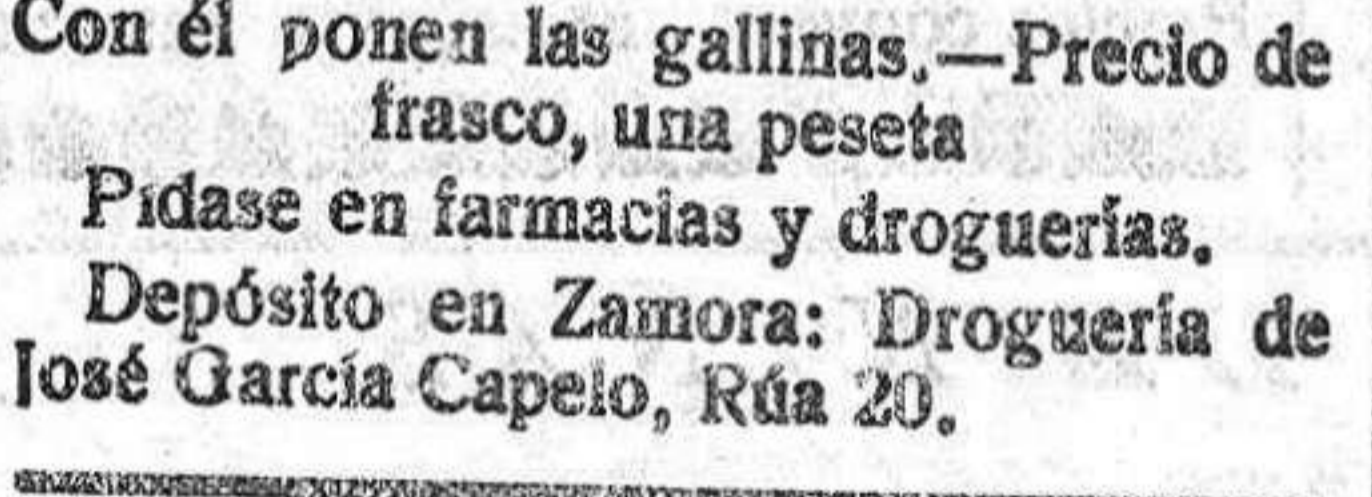 Con él ponen las gallinas.—Precio de
frasco, una peseta
Pídase en farmacias y droguerías.
Depósito en Zamora: Droguería de
José García Capelo, Rúa 20.